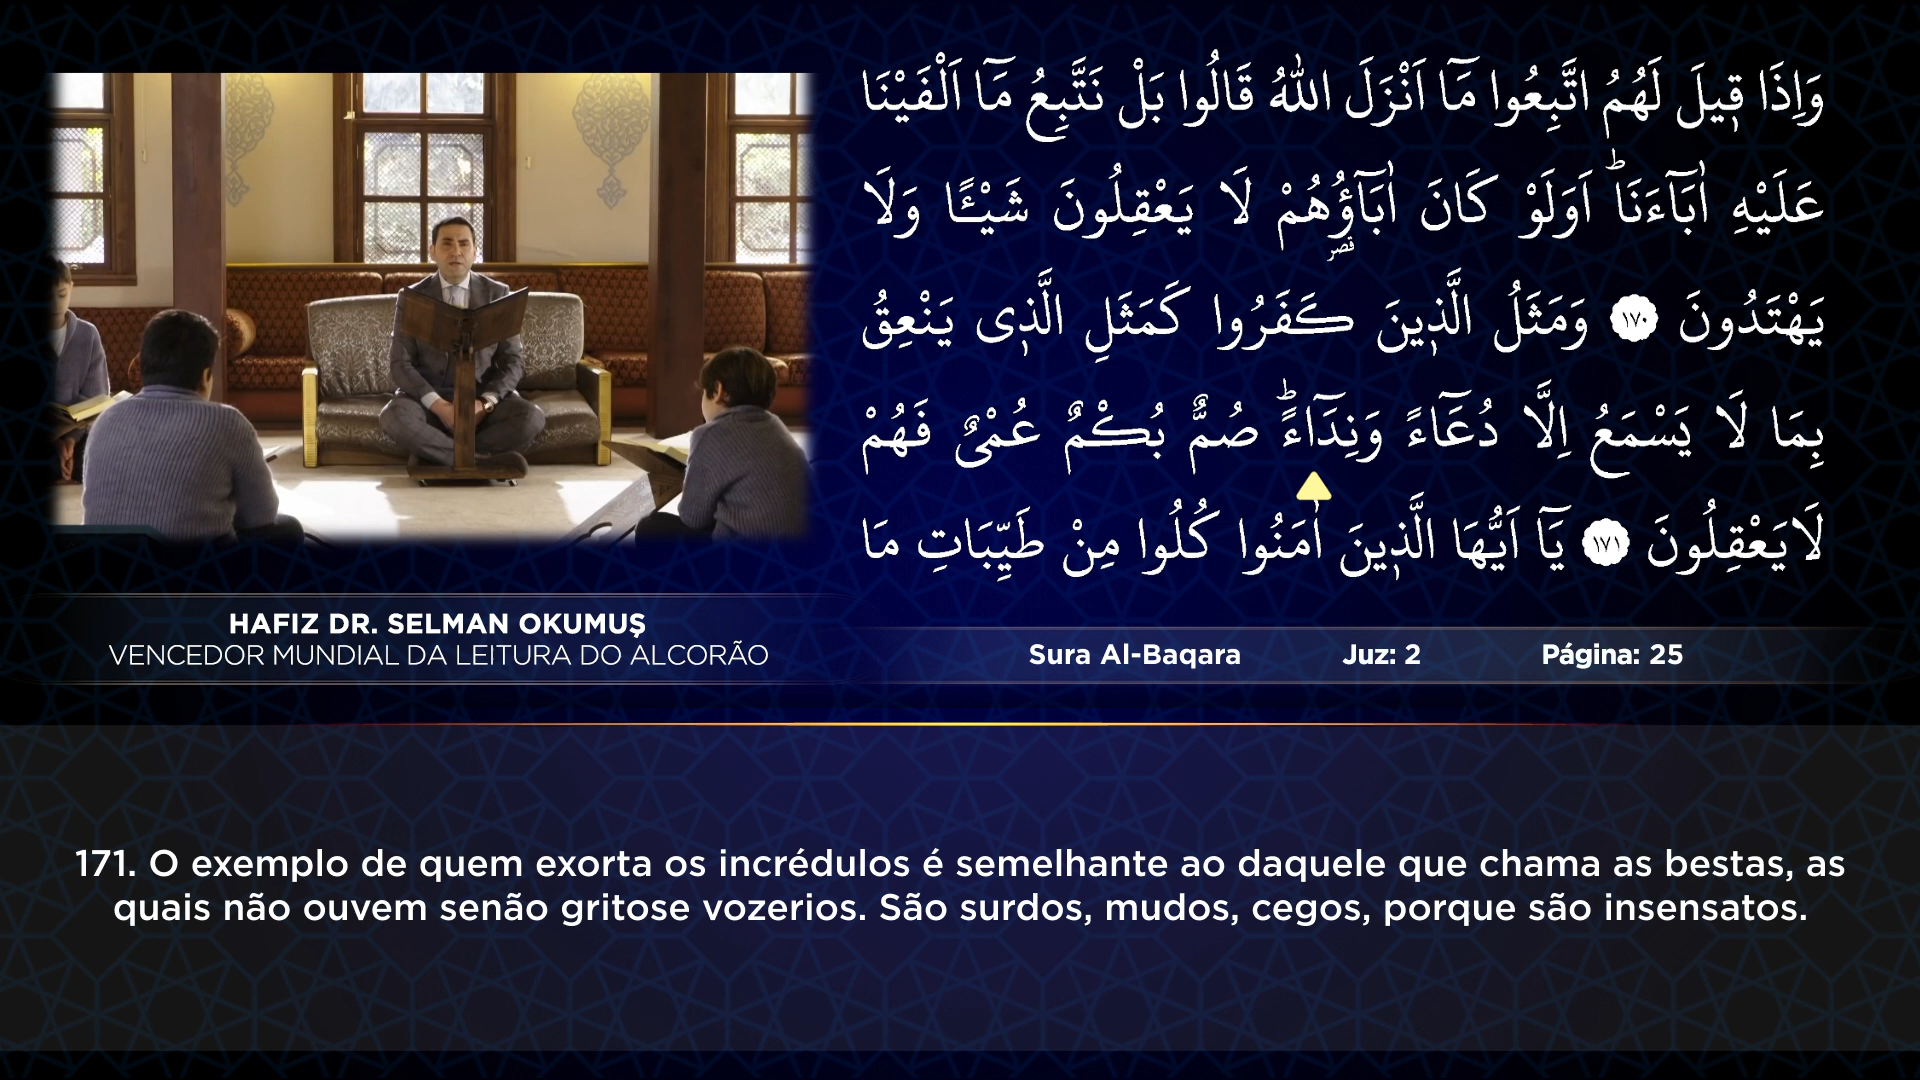 وَاِذَا قٖيلَ لَهُمُ اتَّبِعُوا مَٓا اَنْزَلَ اللّٰهُ قَالُوا بَلْ نَتَّبِعُ مَٓا اَلْفَيْنَا
عَلَيْهِ اٰبَٓاءَنَاؕ اَوَلَوْ كَانَ اٰبَٓاؤُ۬هُمْ لَا يَعْقِلُونَ شَيْـًٔا وَلَا
قصر
يَهْتَدُونَ ١٧٠ وَمَثَلُ الَّذٖينَ كَفَرُوا كَمَثَلِ الَّذٖى يَنْعِقُ
بِمَا لَا يَسْمَعُ اِلَّا دُعَٓاءً وَنِدَٓاءًؕ صُمٌّ بُكْمٌ عُمْىٌ فَهُمْ
لَا يَعْقِلُونَ ١٧١ يَٓا اَيُّهَا الَّذٖينَ اٰمَنُوا كُلُوا مِنْ طَيِّبَاتِ مَا
HAFIZ DR. SELMAN OKUMUŞ
VENCEDOR MUNDIAL DA LEITURA DO ALCORÃO
Sura Al-Baqara Juz: 2 Página: 25
171. O exemplo de quem exorta os incrédulos é semelhante ao daquele que chama as bestas, as
quais não ouvem senão gritose vozerios. São surdos, mudos, cegos, porque são insensatos.